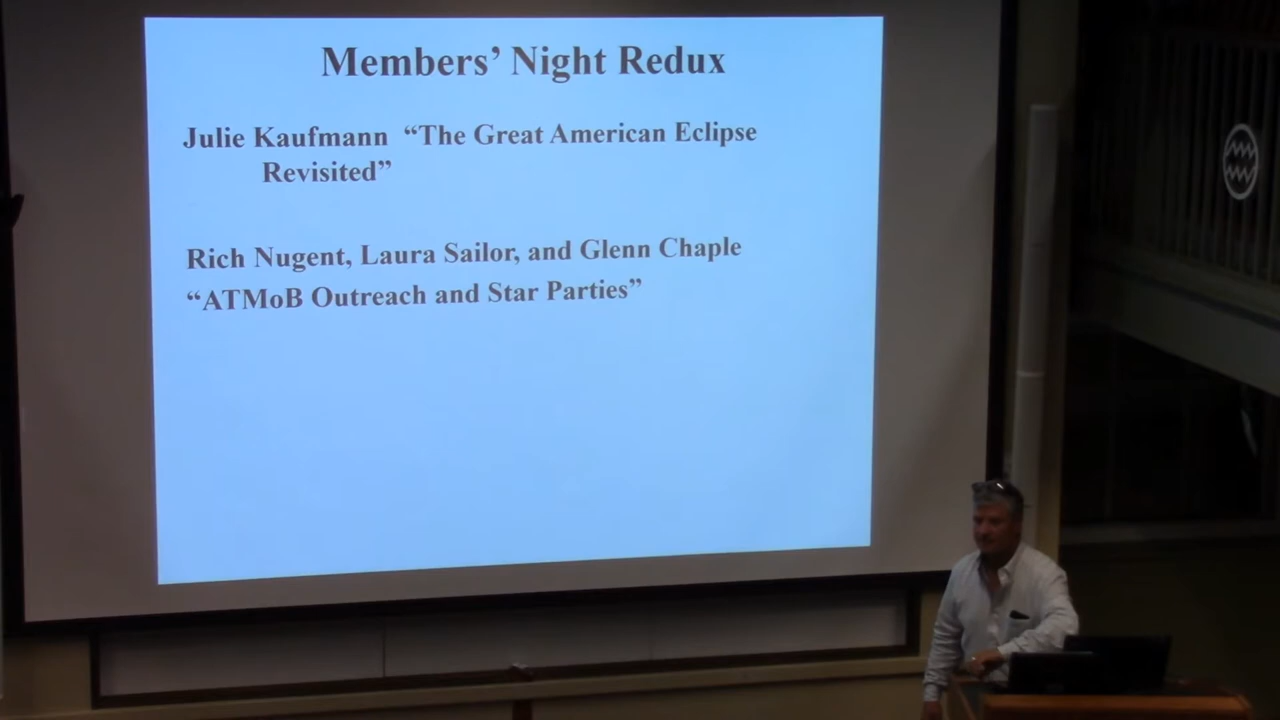 Members’ Night Redux
Julie Kaufmann “The Great American Eclipse
Revisited”
Rich Nugent, Laura Sailor, and Glenn Chaple
“ATMoB Outreach and Star Parties”